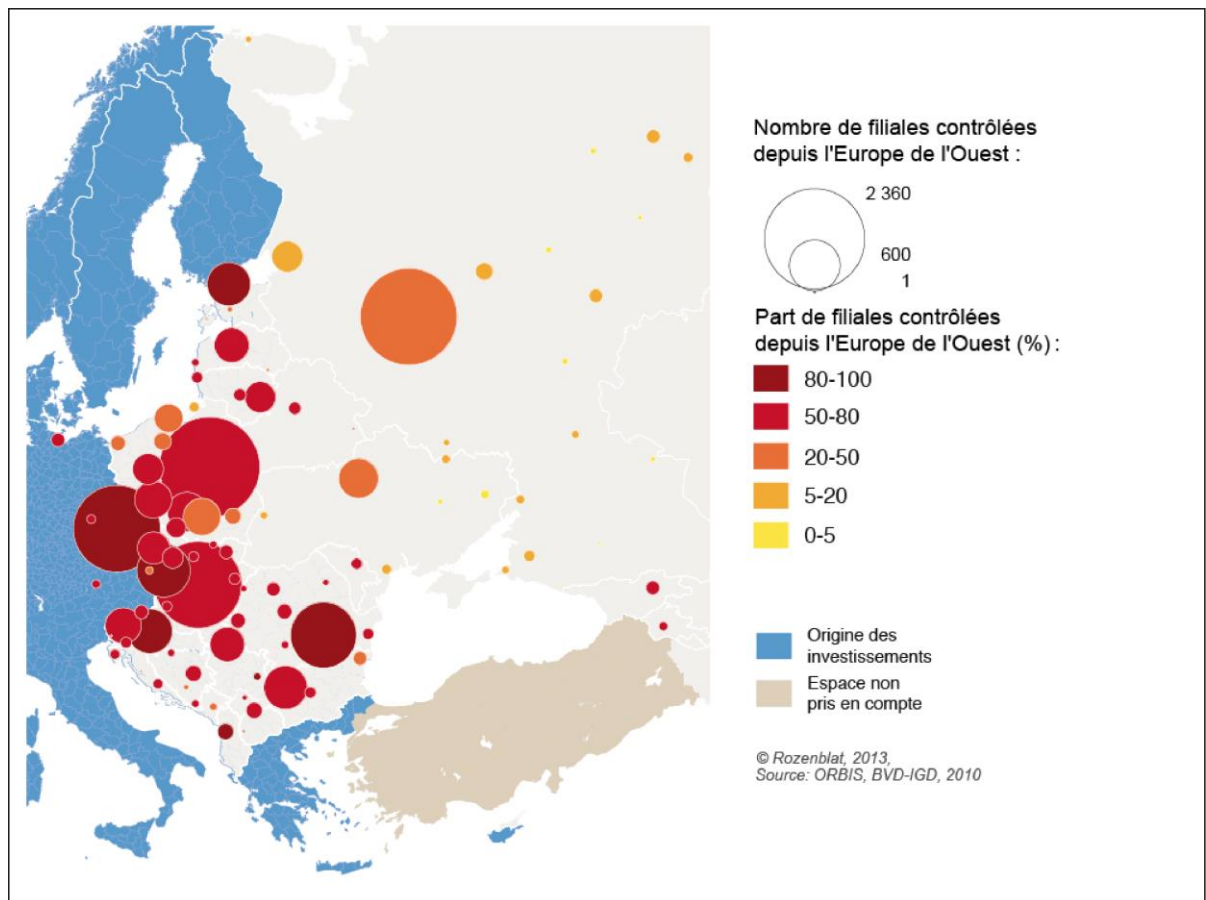 Nombre de filiales contrôlées
depuis l'Europe de l'Ouest :
2 360
600
1
Part de filiales contrôlées
depuis l'Europe de l'Ouest (%) :
80-100
50-80
20-50
5-20
0-5
Origine des
investissements
Espace non
pris en compte
© Rozenblat, 2013,
Source: ORBIS, BVD-IGD, 2010